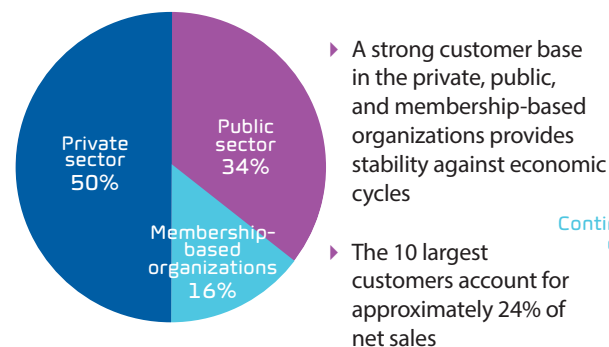 Private
sector
50%
Public
sector
34%
Membership-
based
organizations
16%
A strong customer base
in the private, public,
and membership-based
organizations provides
stability against economic
cycles
The 10 largest
customers account for
approximately 24% of
net sales
Conti